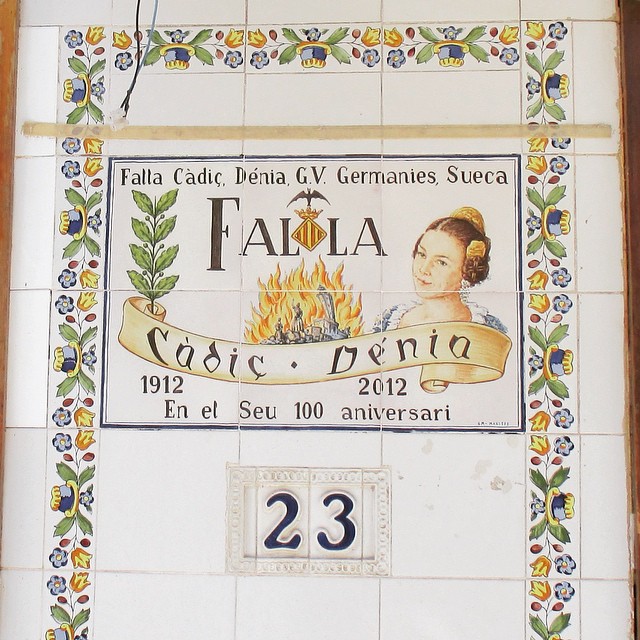 Falla Càdiç, Dénia, G.V. Germanies, Sueca
FALLA
Càdiç · Dénia
1912 2012
En el Seu 100 aniversari
23